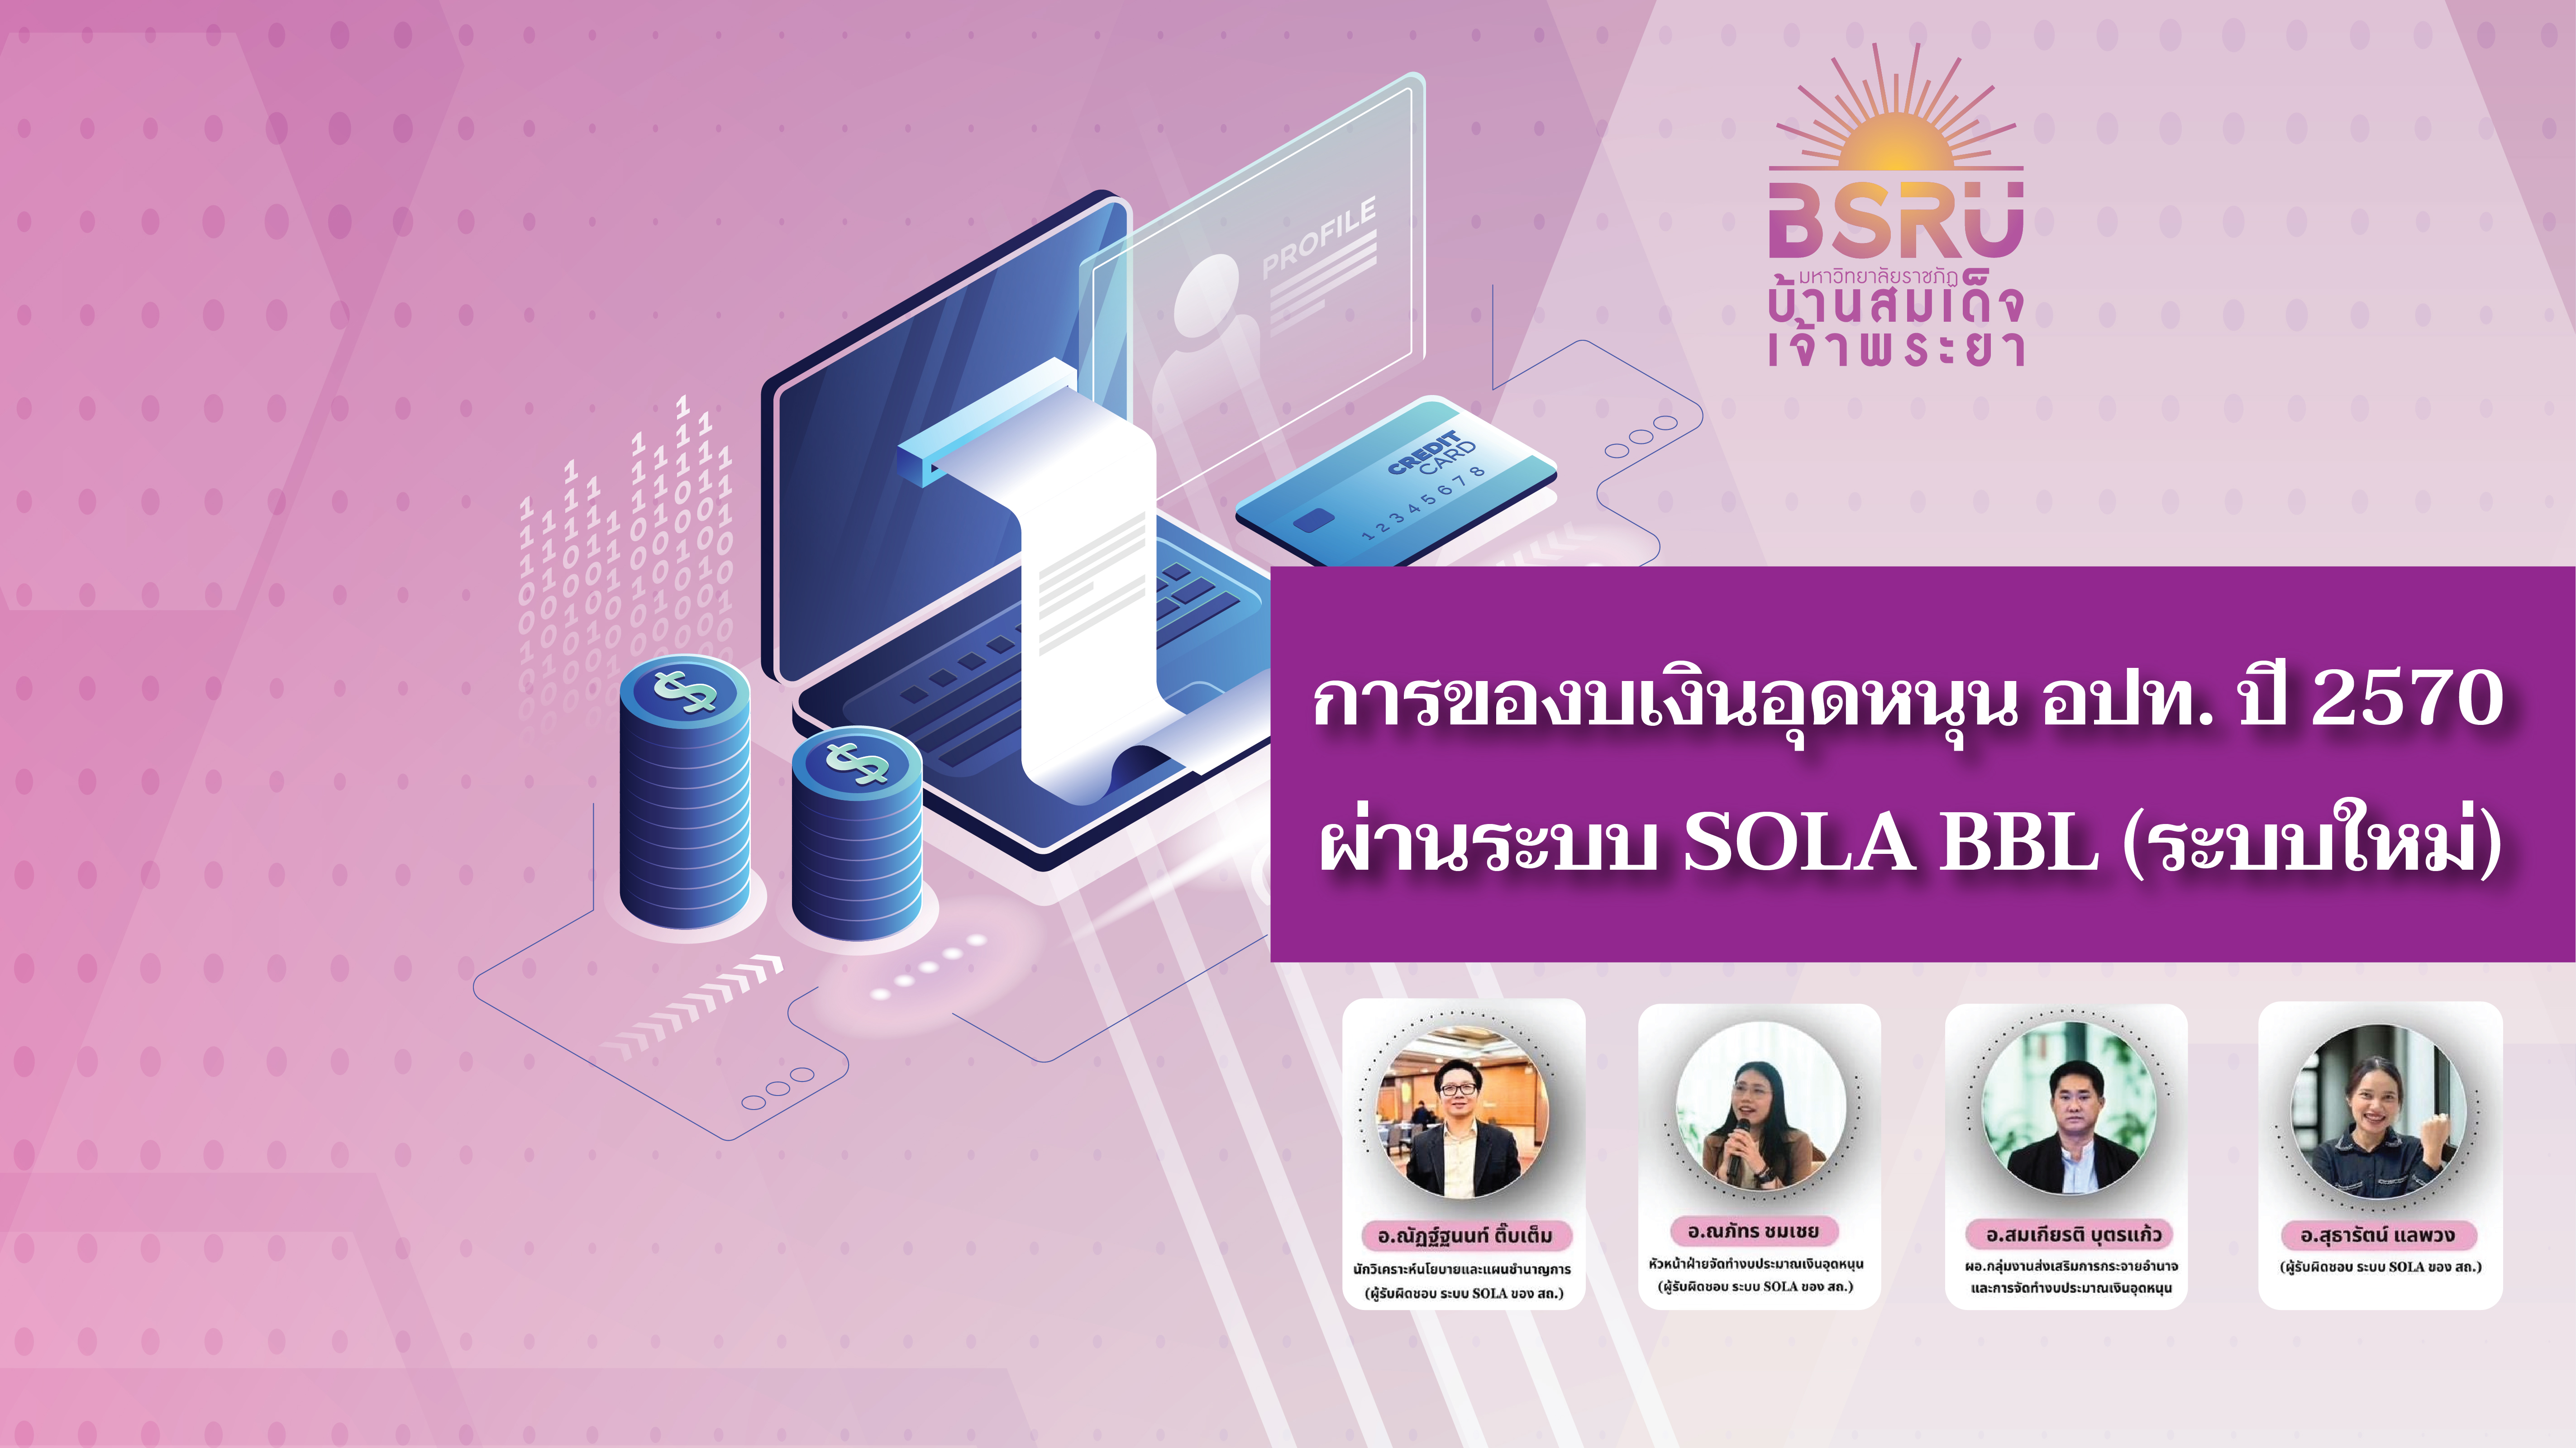 BSRU
มหาวิทยาลัยราชภัฏ
บ้านสมเด็จ
เจ้าพระยา
PROFILE
CREDIT
CARD
1 2 3 4 5 6 7 8
การของบเงินอุดหนุน อปท. ปี 2570
ผ่านระบบ SOLA BBL (ระบบใหม่)
อ.ณัฏฐ์ฐนนท์ ติ๊บเต็ม
นักวิเคราะห์นโยบายและแผนชำนาญการ
(ผู้รับผิดชอบ ระบบ SOLA ของ สถ.)
อ.ณภัทร ชมเชย
หัวหน้าฝ่ายจัดทำงบประมาณเงินอุดหนุน
(ผู้รับผิดชอบ ระบบ SOLA ของ สถ.)
อ.สมเกียรติ บุตรแก้ว
ผอ.กลุ่มงานส่งเสริมการกระจายอำนาจ
และการจัดทำงบประมาณเงินอุดหนุน
อ.สุธารัตน์ แลพวง
(ผู้รับผิดชอบ ระบบ SOLA ของ สถ.)